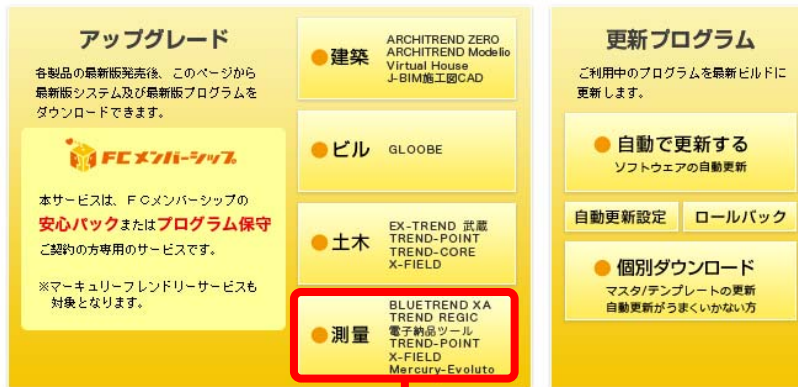 アップグレード
各製品の最新版発売後、このページから
最新版システム及び最新版プログラムを
ダウンロードできます。
FCメンバーシップ
本サービスは、ＦＣメンバーシップの
安心パックまたはプログラム保守
ご契約の方専用のサービスです。
※マーキュリーフレンドリーサービスも
対象となります。
建築
ARCHITREND ZERO
ARCHITREND Modelio
Virtual House
J-BIM施工図CAD
ビル
GLOOBE
土木
EX-TREND 武蔵
TREND-POINT
TREND-CORE
X-FIELD
測量
BLUETREND XA
TREND REGIC
電子納品ツール
TREND-POINT
X-FIELD
Mercury-Evoluto
更新プログラム
ご利用中のプログラムを最新ビルドに
更新します。
自動で更新する
ソフトウェアの自動更新
自動更新設定
ロールバック
個別ダウンロード
マスタ/テンプレートの更新
自動更新がうまくいかない方